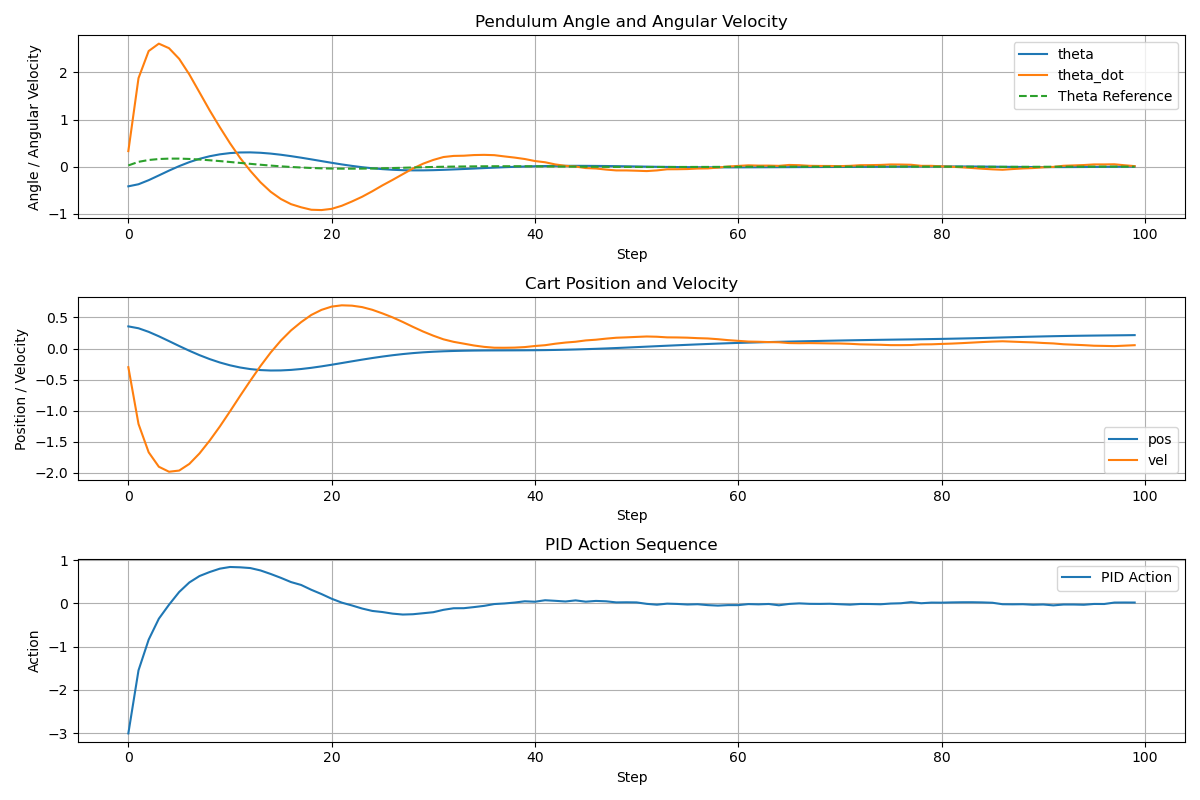 Pendulum Angle and Angular Velocity
Angle / Angular Velocity
2
1
0
−1
theta
theta_dot
Theta Reference
0 20 40 60 80 100
Step
Cart Position and Velocity
Position / Velocity
0.5
0.0
−0.5
−1.0
−1.5
−2.0
pos
vel
0 20 40 60 80 100
Step
PID Action Sequence
Action
1
0
−1
−2
−3
PID Action
0 20 40 60 80 100
Step